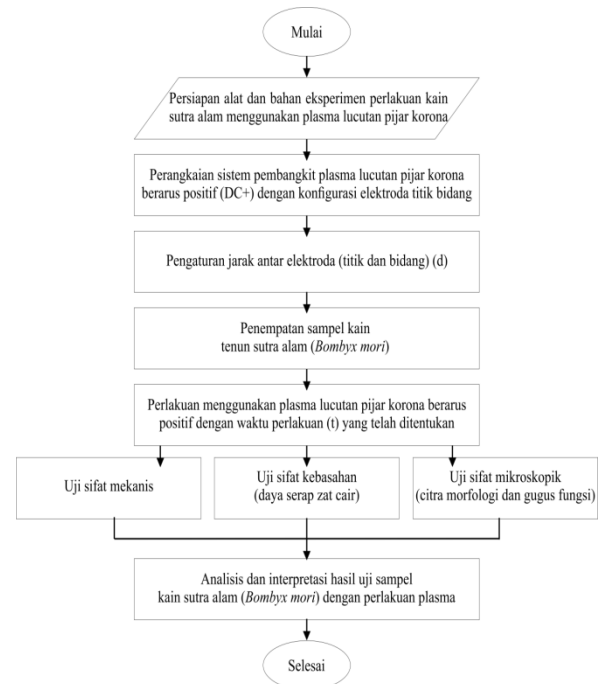 Mulai
Persiapan alat dan bahan eksperimen perlakuan kain
sutra alam menggunakan plasma lucutan pijar korona
Perangkaian sistem pembangkit plasma lucutan pijar korona
berarus positif (DC+) dengan konfigurasi elektroda titik bidang
Pengaturan jarak antar elektroda (titik dan bidang) (d)
Penempatan sampel kain
tenun sutra alam (Bombyx mori)
Perlakuan menggunakan plasma lucutan pijar korona berarus
positif dengan waktu perlakuan (t) yang telah ditentukan
Uji sifat mekanis
Uji sifat kebasahan
(daya serap zat cair)
Uji sifat mikroskopik
(citra morfologi dan gugus fungsi)
Analisis dan interpretasi hasil uji sampel
kain sutra alam (Bombyx mori) dengan perlakuan plasma
Selesai